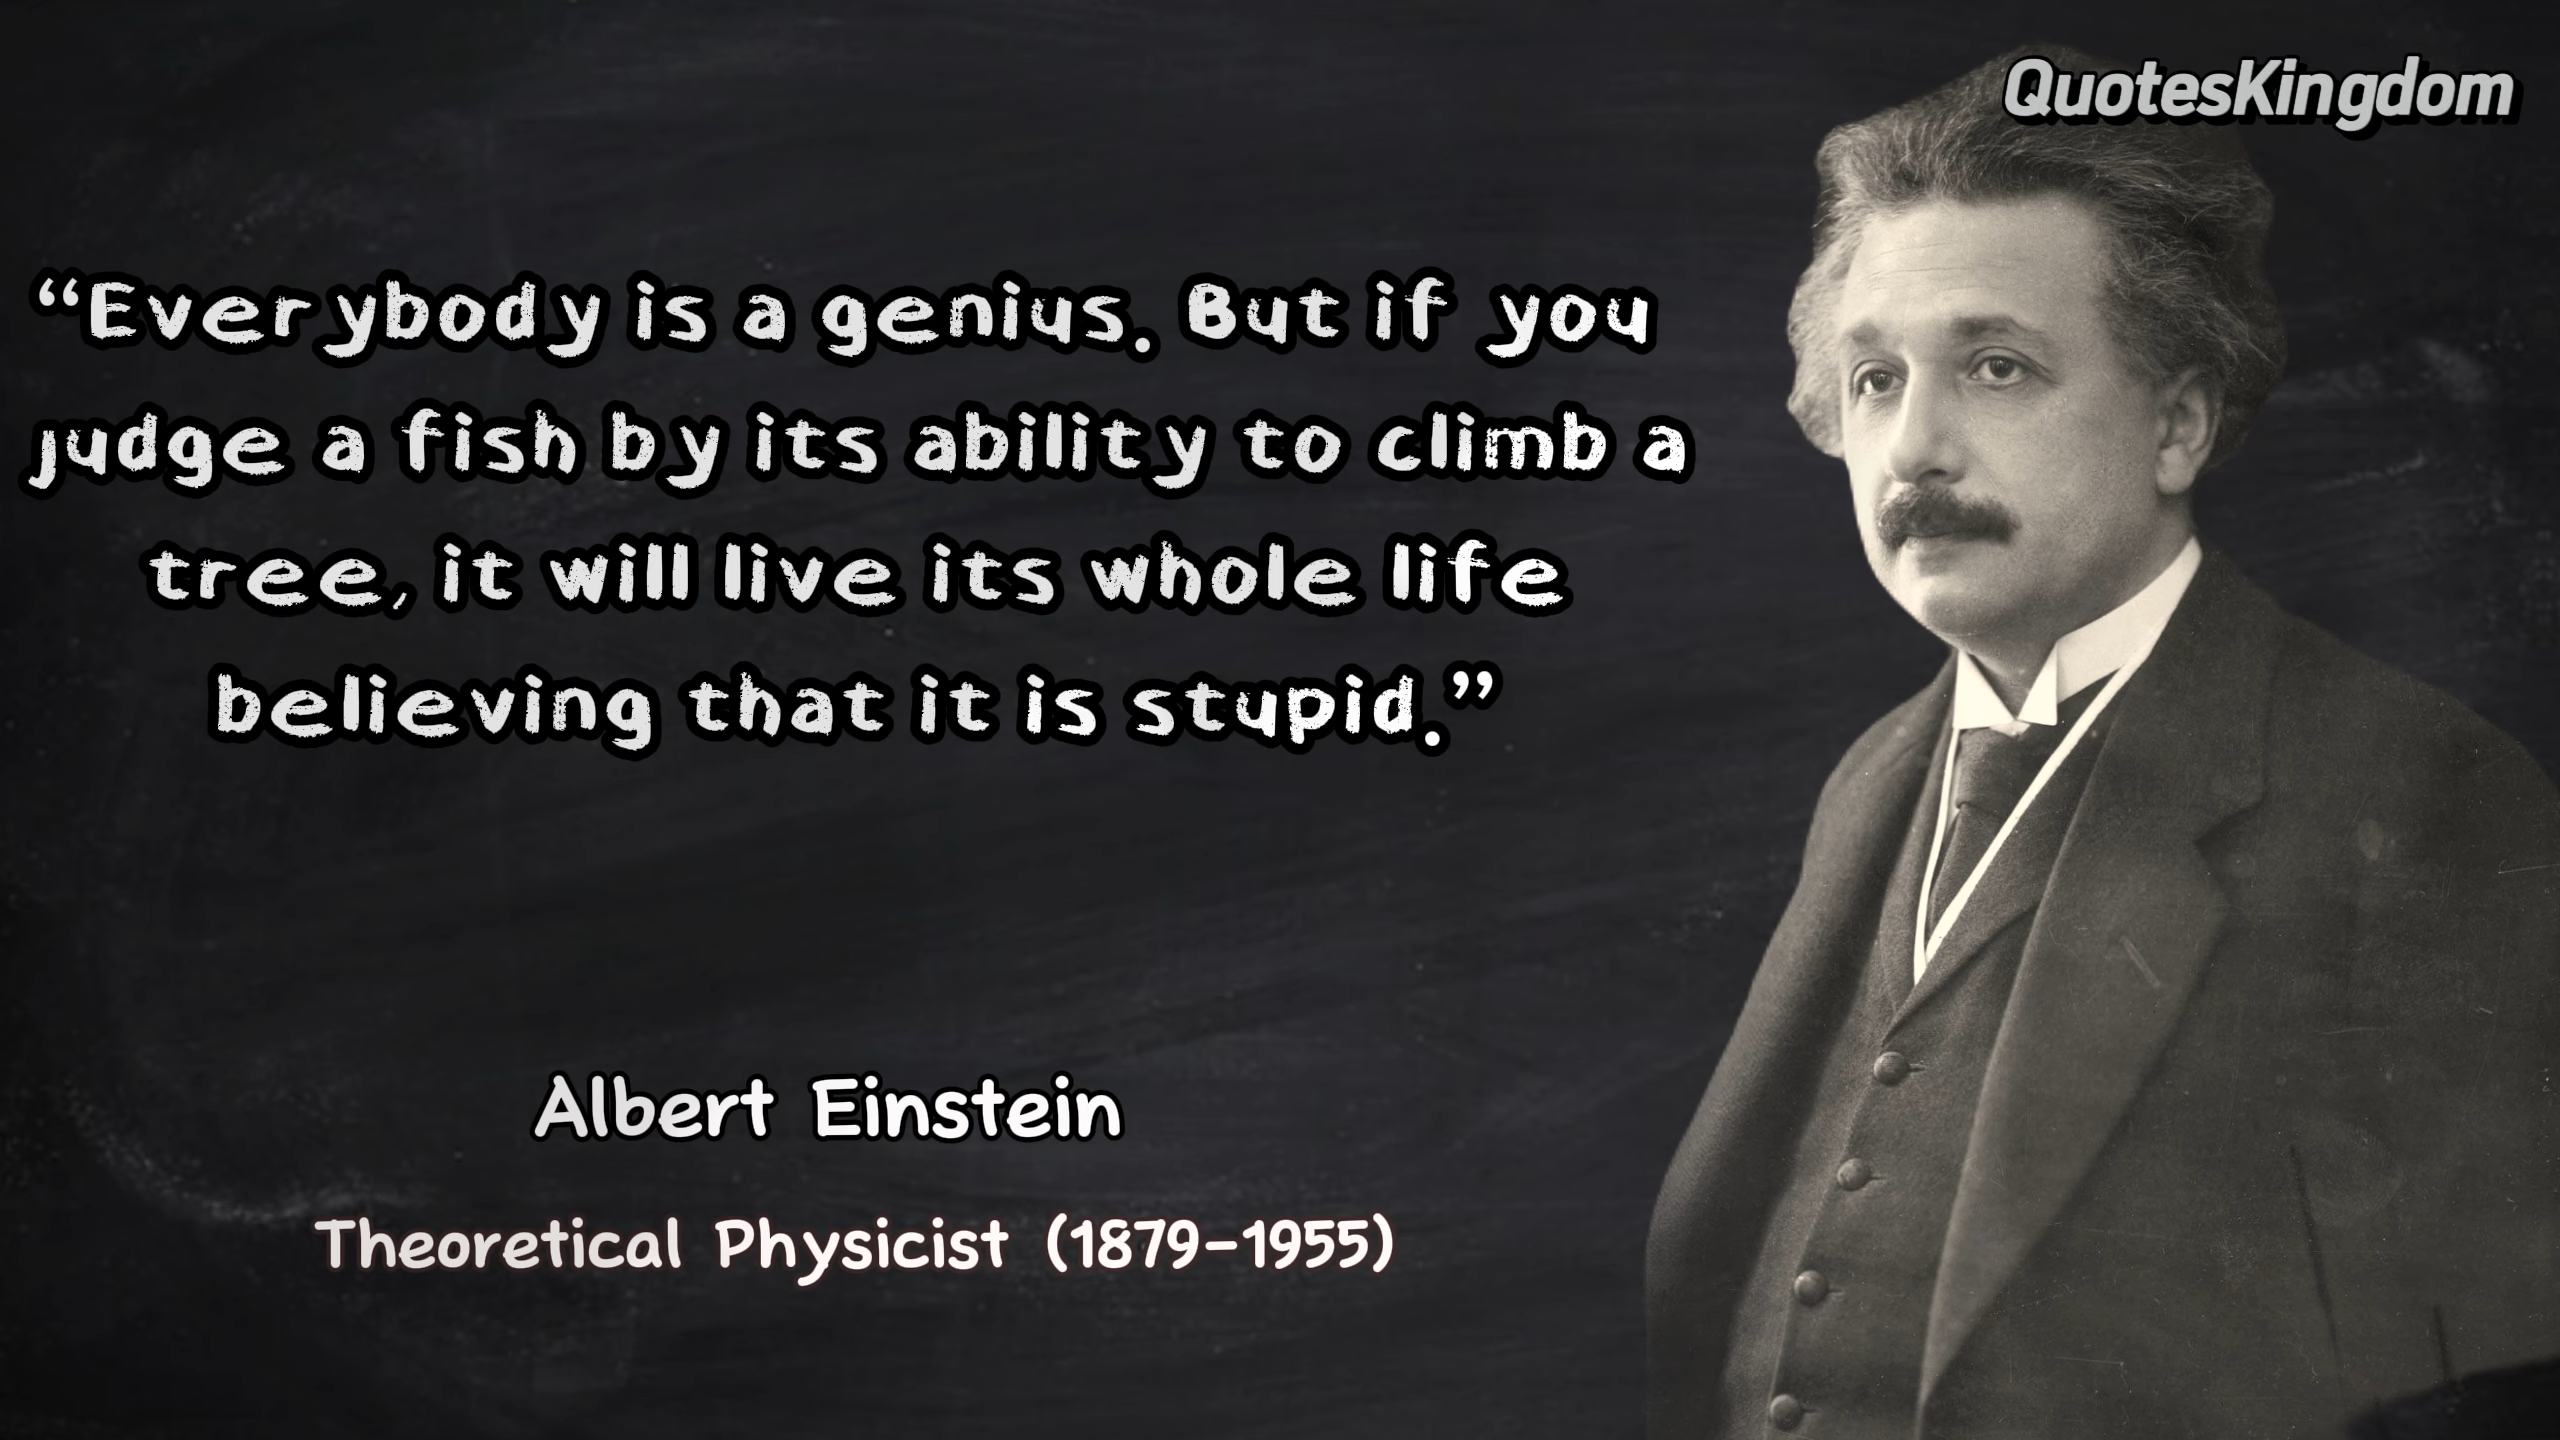 QuotesKingdom
“Everybody is a genius. But if you
judge a fish by its ability to climb a
tree, it will live its whole life
believing that it is stupid.”
Albert Einstein
Theoretical Physicist (1879-1955)